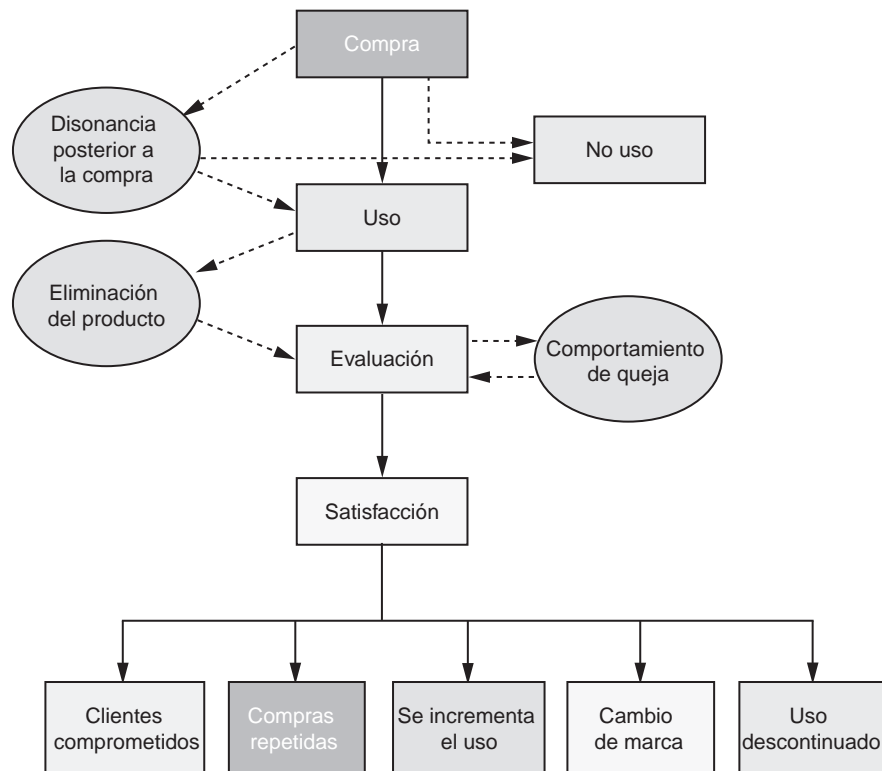 Compra
Disonancia
posterior a
la compra
No uso
Uso
Eliminación
del producto
Evaluación
Comportamiento
de queja
Satisfacción
Clientes
comprometidos
Compras
repetidas
Se incrementa
el uso
Cambio
de marca
Uso
descontinuado